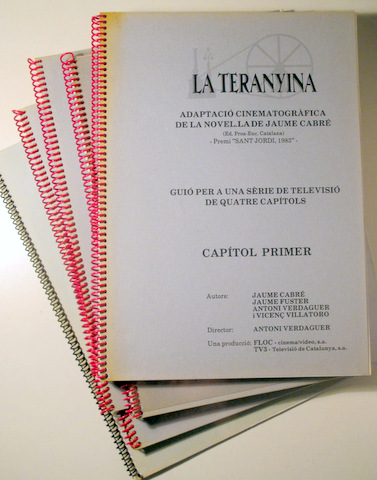 LA TERANYINA
ADAPTACIÓ CINEMATOGRÀFICA
DE LA NOVEL.LA DE JAUME CABRÉ
(Ed. Proa-Enc. Catalana)
- Premi "SANT JORDI, 1983" -
GUIÓ PER A UNA SÈRIE DE TELEVISIÓ
DE QUATRE CAPÍTOLS
CAPÍTOL PRIMER
Autors: JAUME CABRÉ
JAUME FUSTER
ANTONI VERDAGUER
i VICENÇ VILLATORO
Director: ANTONI VERDAGUER
Una producció: FLOC - cinema/vídeo, s.a.
TV3 - Televisió de Catalunya, s.a.